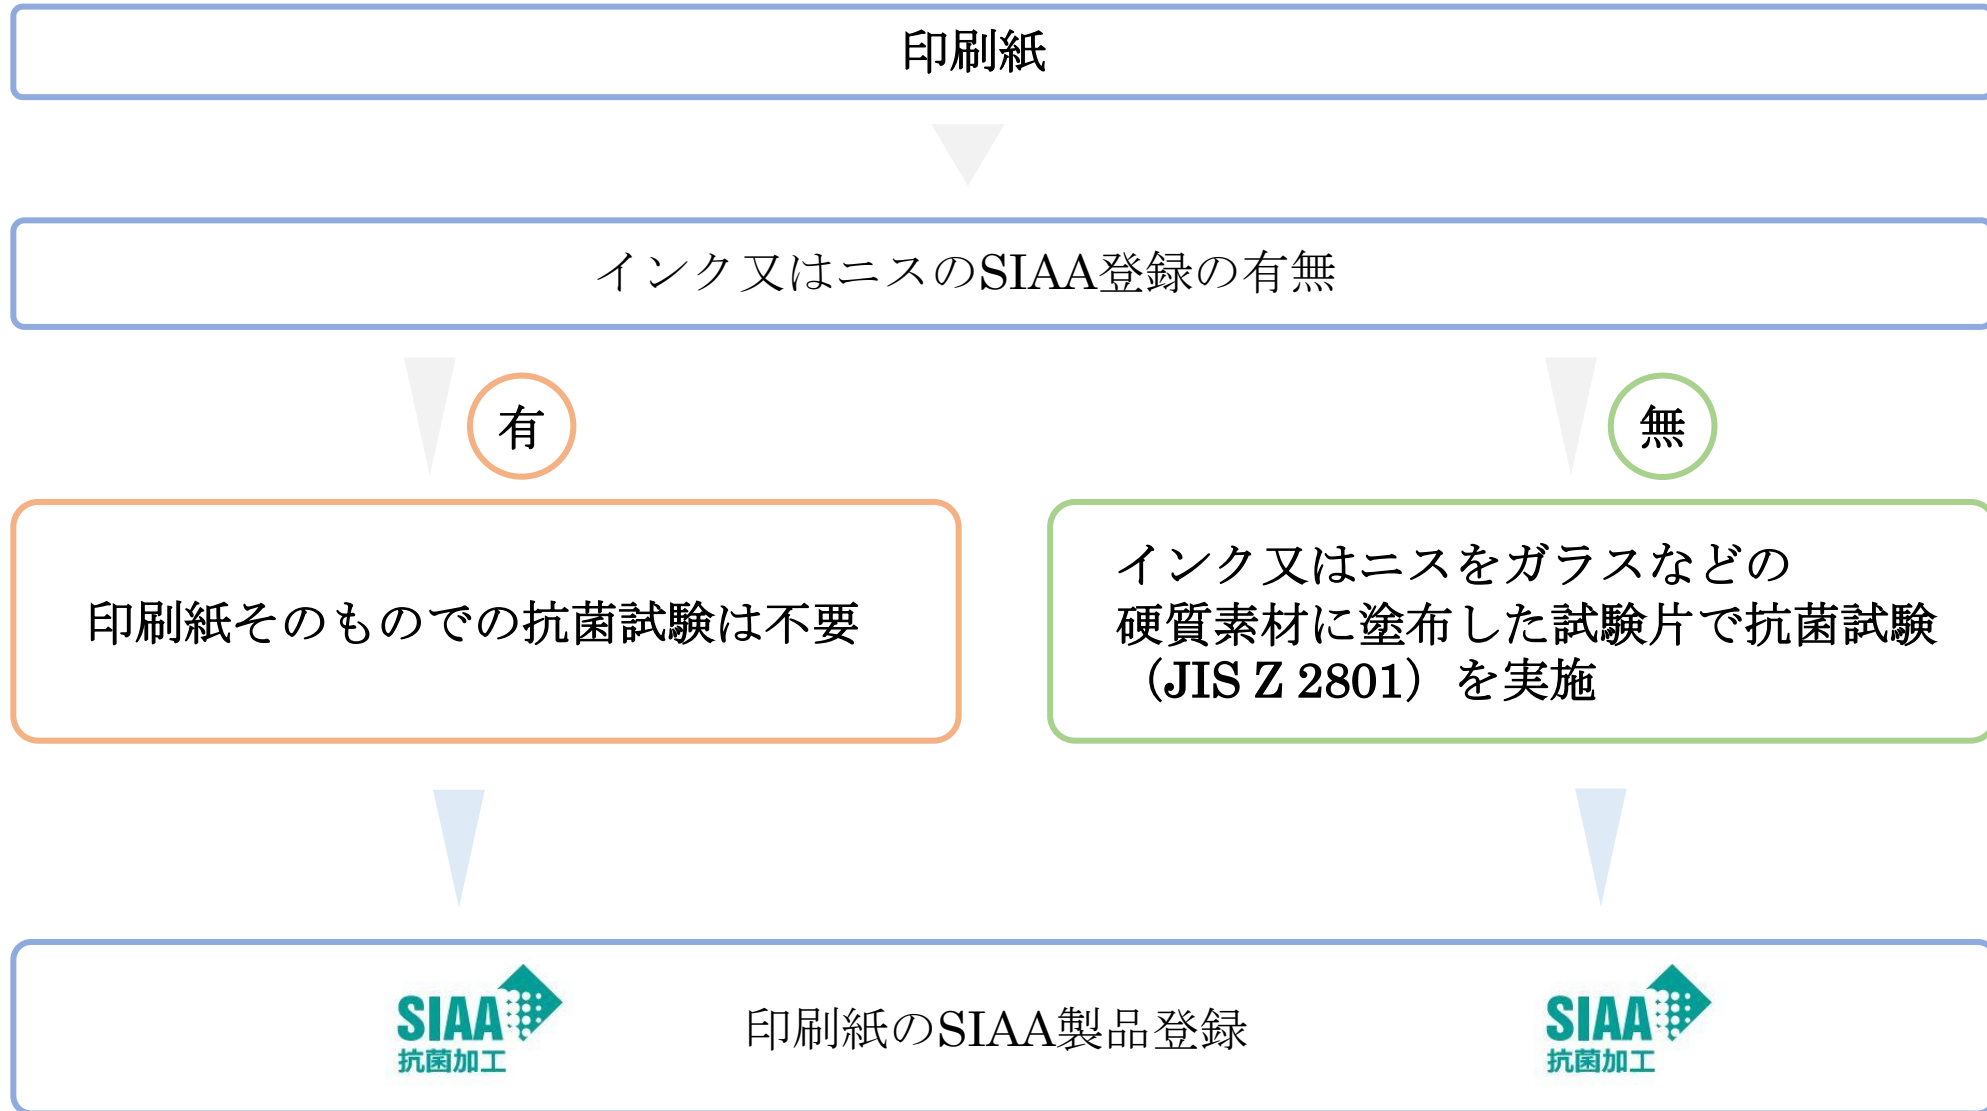 印刷紙
インク又はニスのSIAA登録の有無
有
無
印刷紙そのものでの抗菌試験は不要
インク又はニスをガラスなどの
硬質素材に塗布した試験片で抗菌試験
（JIS Z 2801）を実施
SIAA
抗菌加工
印刷紙のSIAA製品登録
SIAA
抗菌加工